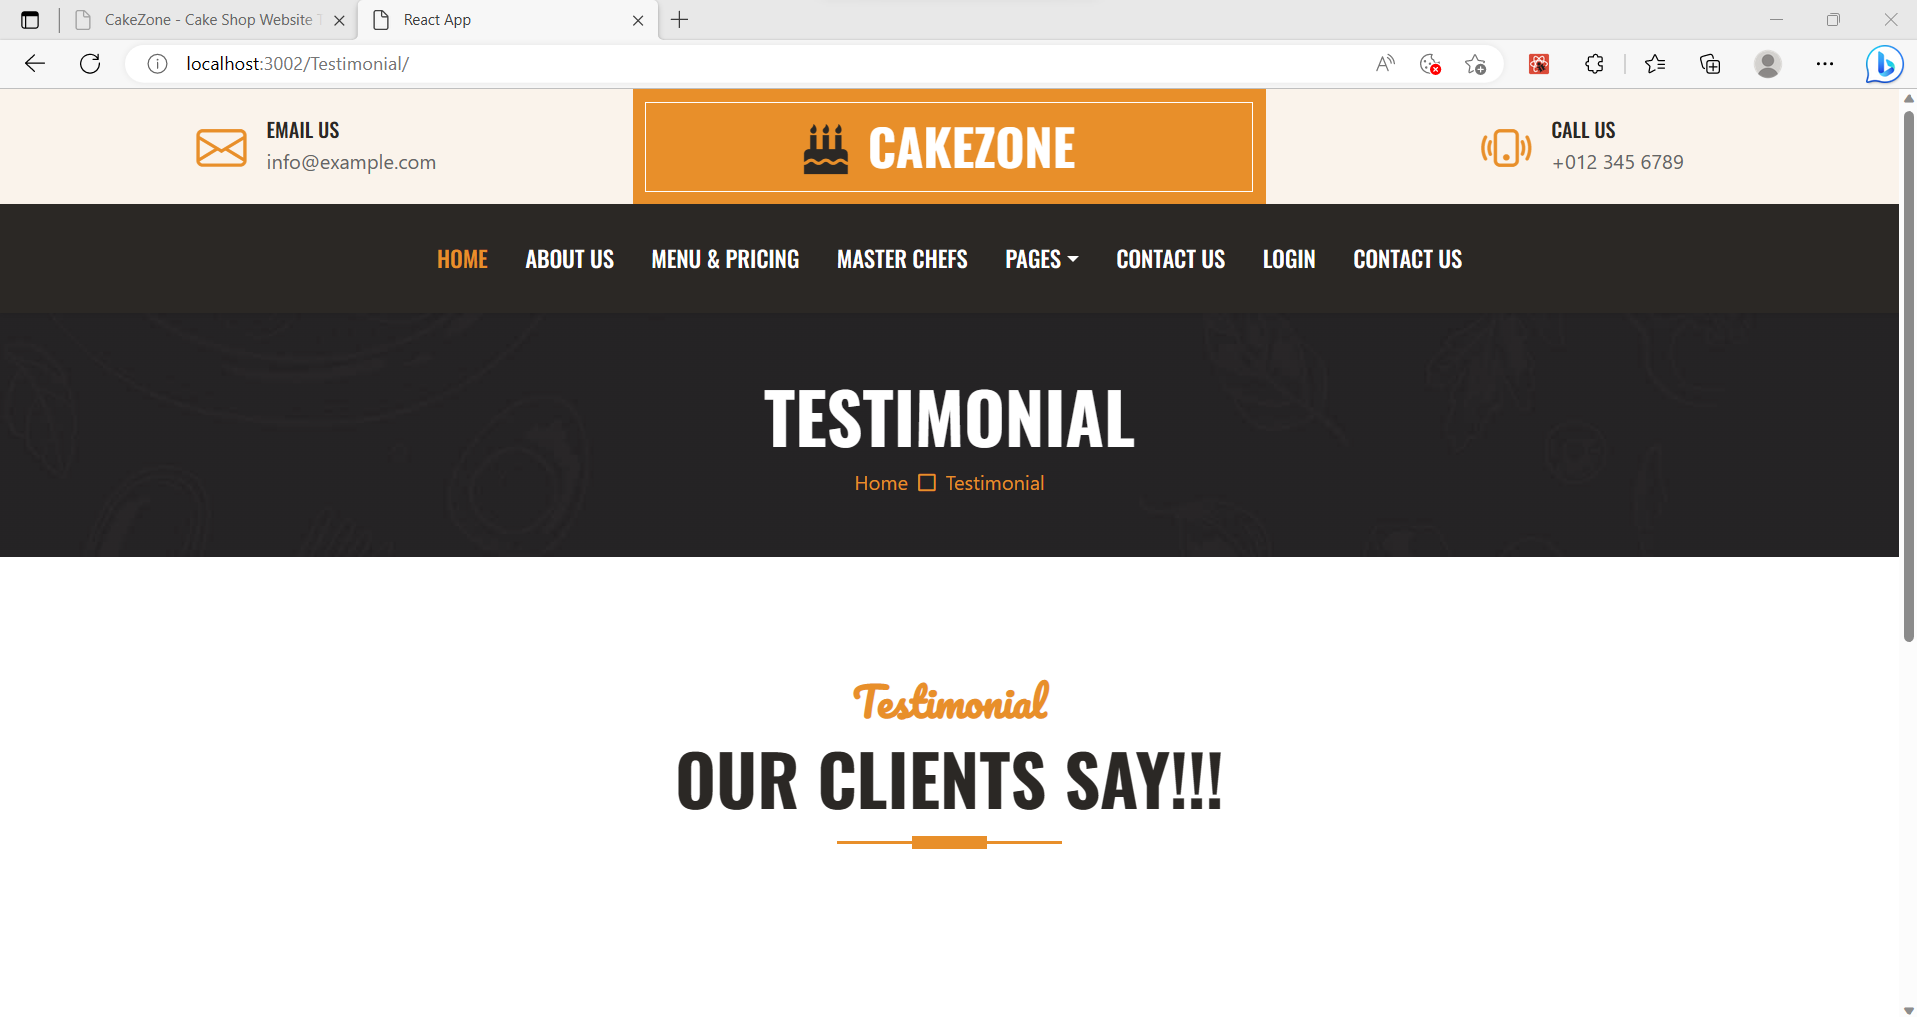 CakeZone - Cake Shop Website T
React App
localhost:3002/Testimonial/
EMAIL US
info@example.com
CAKEZONE
CALL US
+012 345 6789
HOME ABOUT US MENU & PRICING MASTER CHEFS PAGES CONTACT US LOGIN CONTACT US
TESTIMONIAL
Home Testimonial
Testimonial
OUR CLIENTS SAY!!!